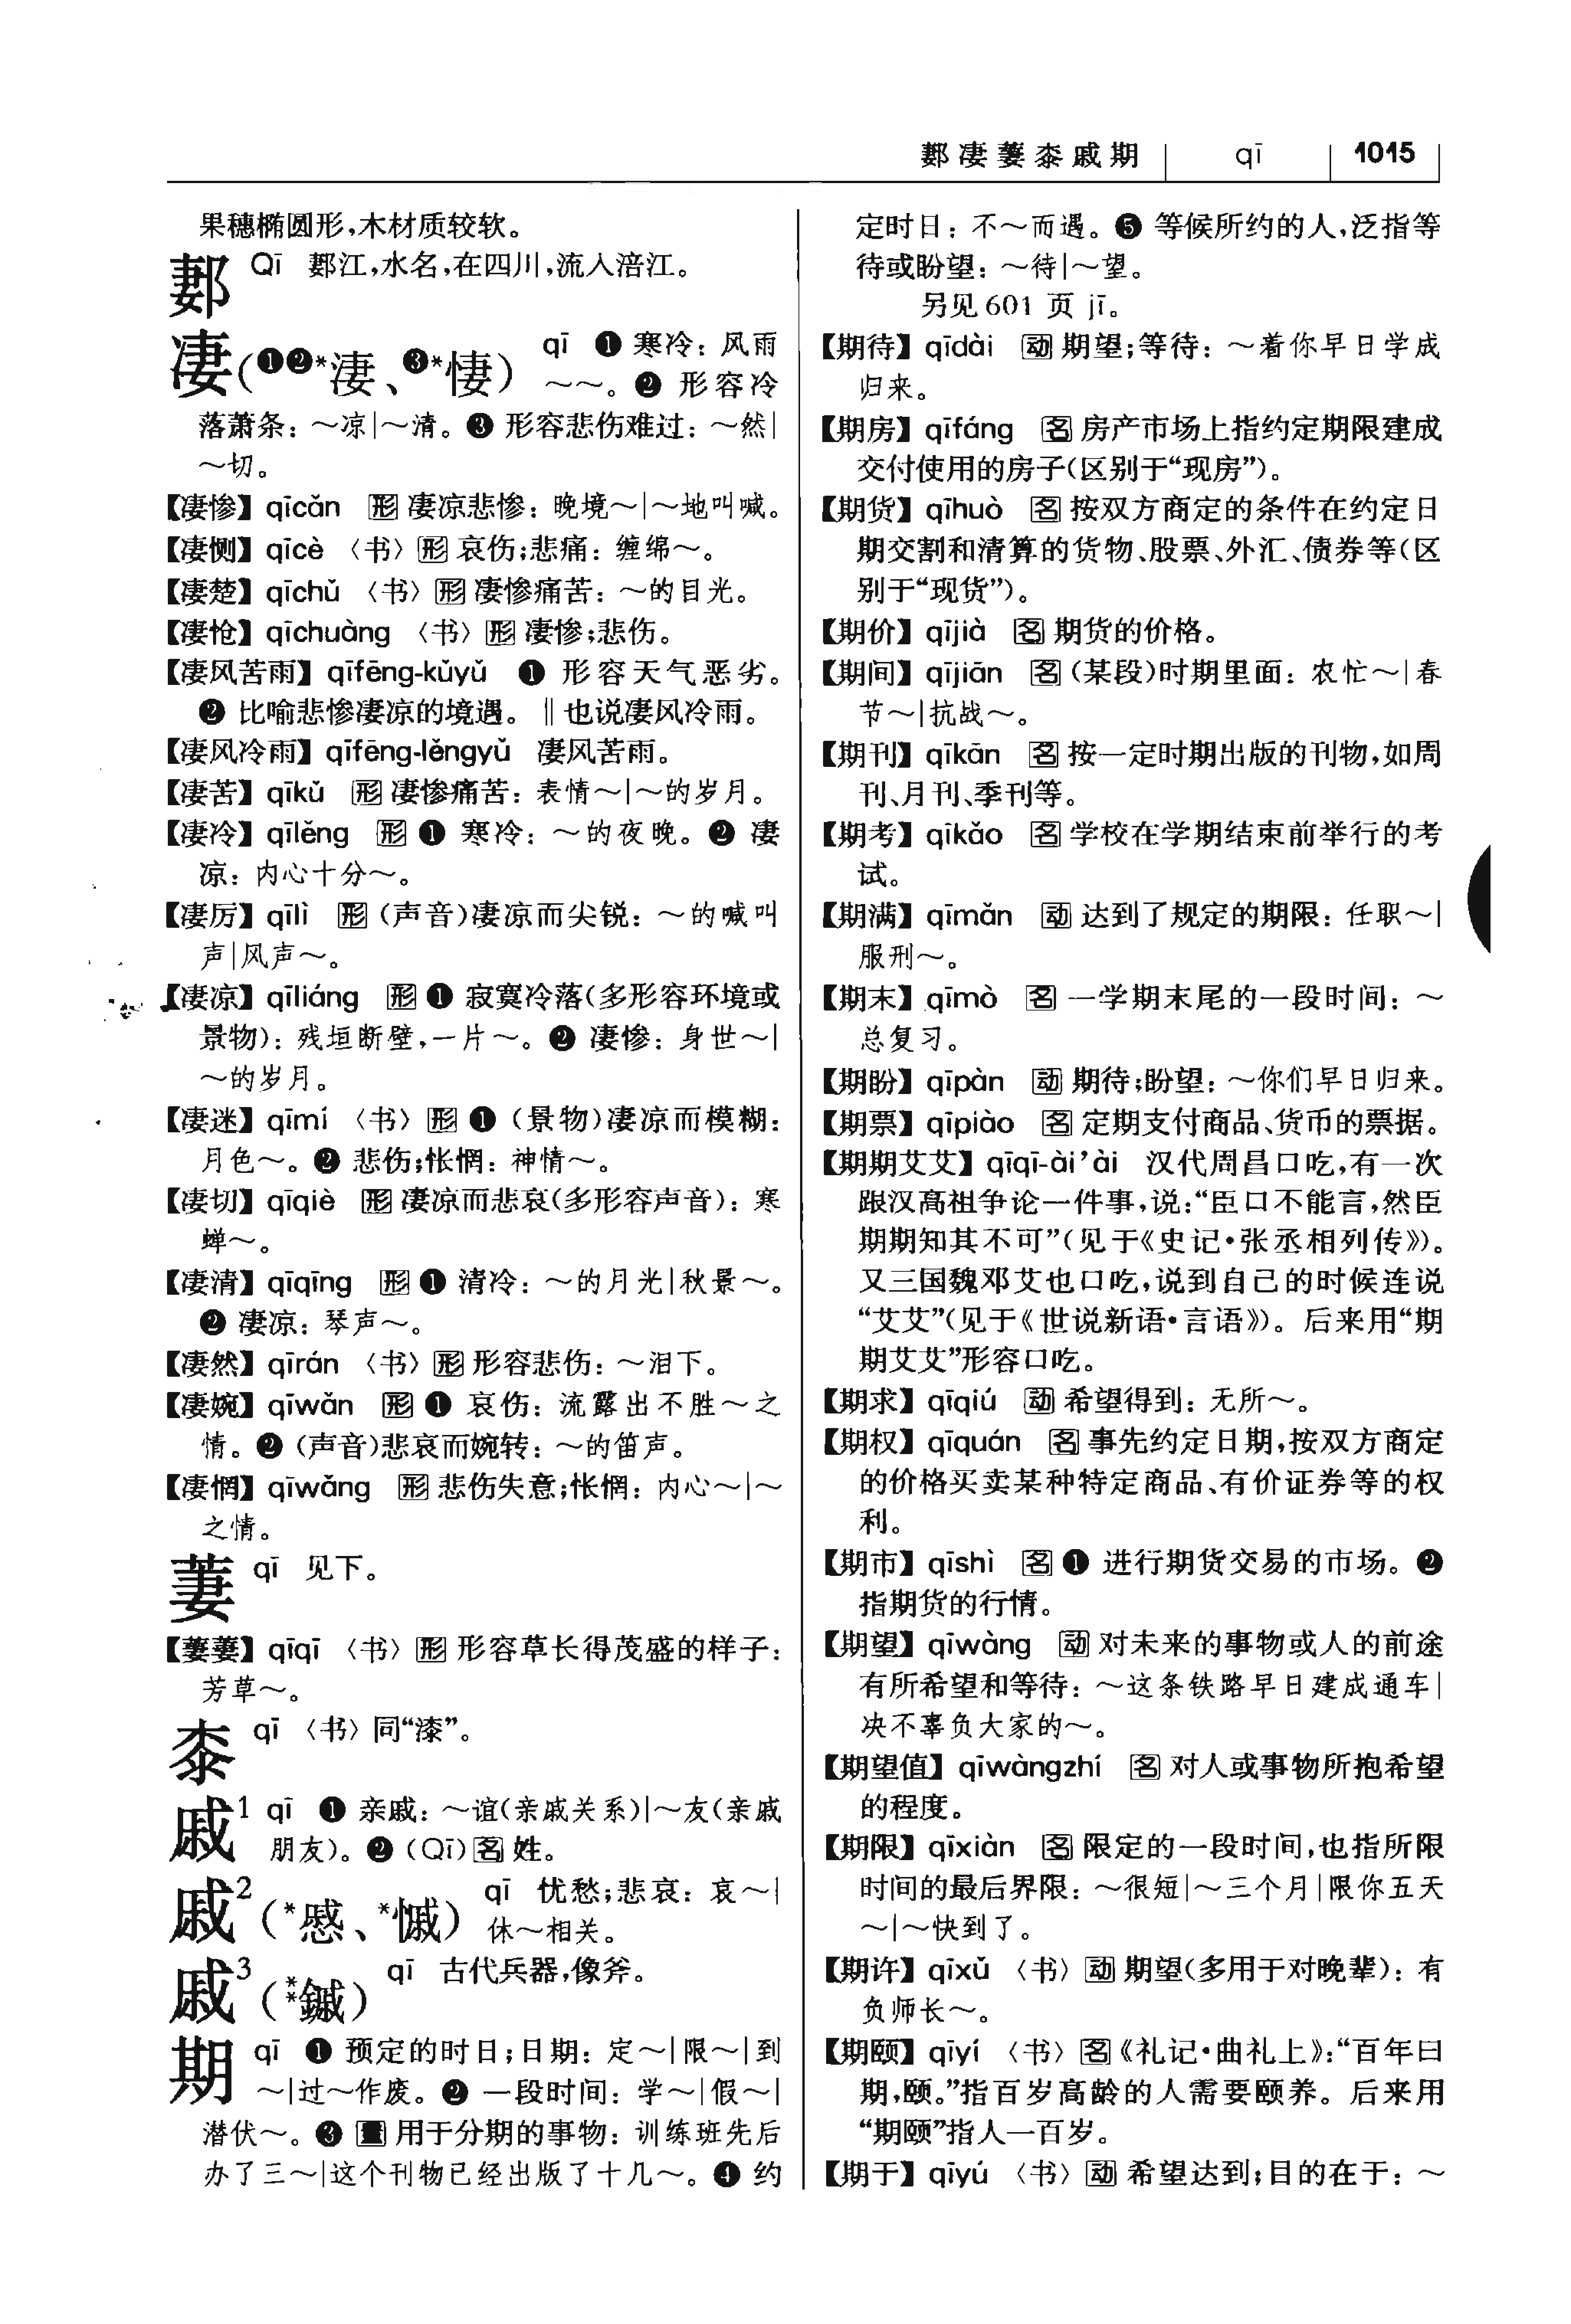 郪凄萋桼戚期 qī 1015
果穗椭圆形,木材质较软。
郪 Qī 郪江,水名,在四川,流入涪江。
凄(❶❷*淒、❸*悽) qī ❶ 寒冷：风雨
～～。❷ 形容冷
落萧条：～凉|～清。❸ 形容悲伤难过：～然|
～切。
【凄惨】qīcǎn 形 凄凉悲惨：晚境～|～地叫喊。
【凄恻】qīcè 〈书〉形 哀伤;悲痛：缠绵～。
【凄楚】qīchǔ 〈书〉形 凄惨痛苦：～的目光。
【凄怆】qīchuàng 〈书〉形 凄惨;悲伤。
【凄风苦雨】qīfēng-kǔyǔ ❶ 形容天气恶劣。
❷ 比喻悲惨凄凉的境遇。‖也说凄风冷雨。
【凄风冷雨】qīfēng-lěngyǔ 凄风苦雨。
【凄苦】qīkǔ 形 凄惨痛苦：表情～|～的岁月。
【凄冷】qīlěng 形 ❶ 寒冷：～的夜晚。❷ 凄
凉：内心十分～。
【凄厉】qīlì 形 (声音)凄凉而尖锐：～的喊叫
声|风声～。
【凄凉】qīliáng 形 ❶ 寂寞冷落(多形容环境或
景物)：残垣断壁,一片～。❷ 凄惨：身世～|
～的岁月。
【凄迷】qīmí 〈书〉形 ❶ (景物)凄凉而模糊：
月色～。❷ 悲伤;怅惘：神情～。
【凄切】qīqiè 形 凄凉而悲哀(多形容声音)：寒
蝉～。
【凄清】qīqīng 形 ❶ 清冷：～的月光|秋景～。
❷ 凄凉：琴声～。
【凄然】qīrán 〈书〉形 形容悲伤：～泪下。
【凄婉】qīwǎn 形 ❶ 哀伤：流露出不胜～之
情。❷ (声音)悲哀而婉转：～的笛声。
【凄惘】qīwǎng 形 悲伤失意;怅惘：内心～|～
之情。
萋 qī 见下。
【萋萋】qīqī 〈书〉形 形容草长得茂盛的样子：
芳草～。
桼 qī 〈书〉同“漆”。
戚1 qī ❶ 亲戚：～谊(亲戚关系)|～友(亲戚
朋友)。❷ (Qī)名 姓。
戚2(*慼、*慽) qī 忧愁;悲哀：哀～|
休～相关。
戚3(**鏚) qī 古代兵器,像斧。
期 qī ❶ 预定的时日;日期：定～|限～|到
～|过～作废。❷ 一段时间：学～|假～|
潜伏～。❸ 量 用于分期的事物：训练班先后
办了三～|这个刊物已经出版了十几～。❹ 约
定时日：不～而遇。❺ 等候所约的人,泛指等
待或盼望：～待|～望。
另见601 页 jī。
【期待】qīdài 动 期望;等待：～着你早日学成
归来。
【期房】qīfáng 名 房产市场上指约定期限建成
交付使用的房子(区别于“现房”)。
【期货】qīhuò 名 按双方商定的条件在约定日
期交割和清算的货物、股票、外汇、债券等(区
别于“现货”)。
【期价】qījià 名 期货的价格。
【期间】qījiān 名 (某段)时期里面：农忙～|春
节～|抗战～。
【期刊】qīkān 名 按一定时期出版的刊物,如周
刊、月刊、季刊等。
【期考】qīkǎo 名 学校在学期结束前举行的考
试。
【期满】qīmǎn 动 达到了规定的期限：任职～|
服刑～。
【期末】qīmò 名 一学期末尾的一段时间：～
总复习。
【期盼】qīpàn 动 期待;盼望：～你们早日归来。
【期票】qīpiào 名 定期支付商品、货币的票据。
【期期艾艾】qīqī-ài’ài 汉代周昌口吃,有一次
跟汉高祖争论一件事,说:“臣口不能言,然臣
期期知其不可”(见于《史记·张丞相列传》)。
又三国魏邓艾也口吃,说到自己的时候连说
“艾艾”(见于《世说新语·言语》)。后来用“期
期艾艾”形容口吃。
【期求】qīqiú 动 希望得到：无所～。
【期权】qīquán 名 事先约定日期,按双方商定
的价格买卖某种特定商品、有价证券等的权
利。
【期市】qīshì 名 ❶ 进行期货交易的市场。❷
指期货的行情。
【期望】qīwàng 动 对未来的事物或人的前途
有所希望和等待：～这条铁路早日建成通车|
决不辜负大家的～。
【期望值】qīwàngzhí 名 对人或事物所抱希望
的程度。
【期限】qīxiàn 名 限定的一段时间,也指所限
时间的最后界限：～很短|～三个月|限你五天
～|～快到了。
【期许】qīxǔ 〈书〉动 期望(多用于对晚辈)：有
负师长～。
【期颐】qīyí 〈书〉名《礼记·曲礼上》:“百年曰
期,颐。”指百岁高龄的人需要颐养。后来用
“期颐”指人一百岁。
【期于】qīyú 〈书〉动 希望达到;目的在于：～